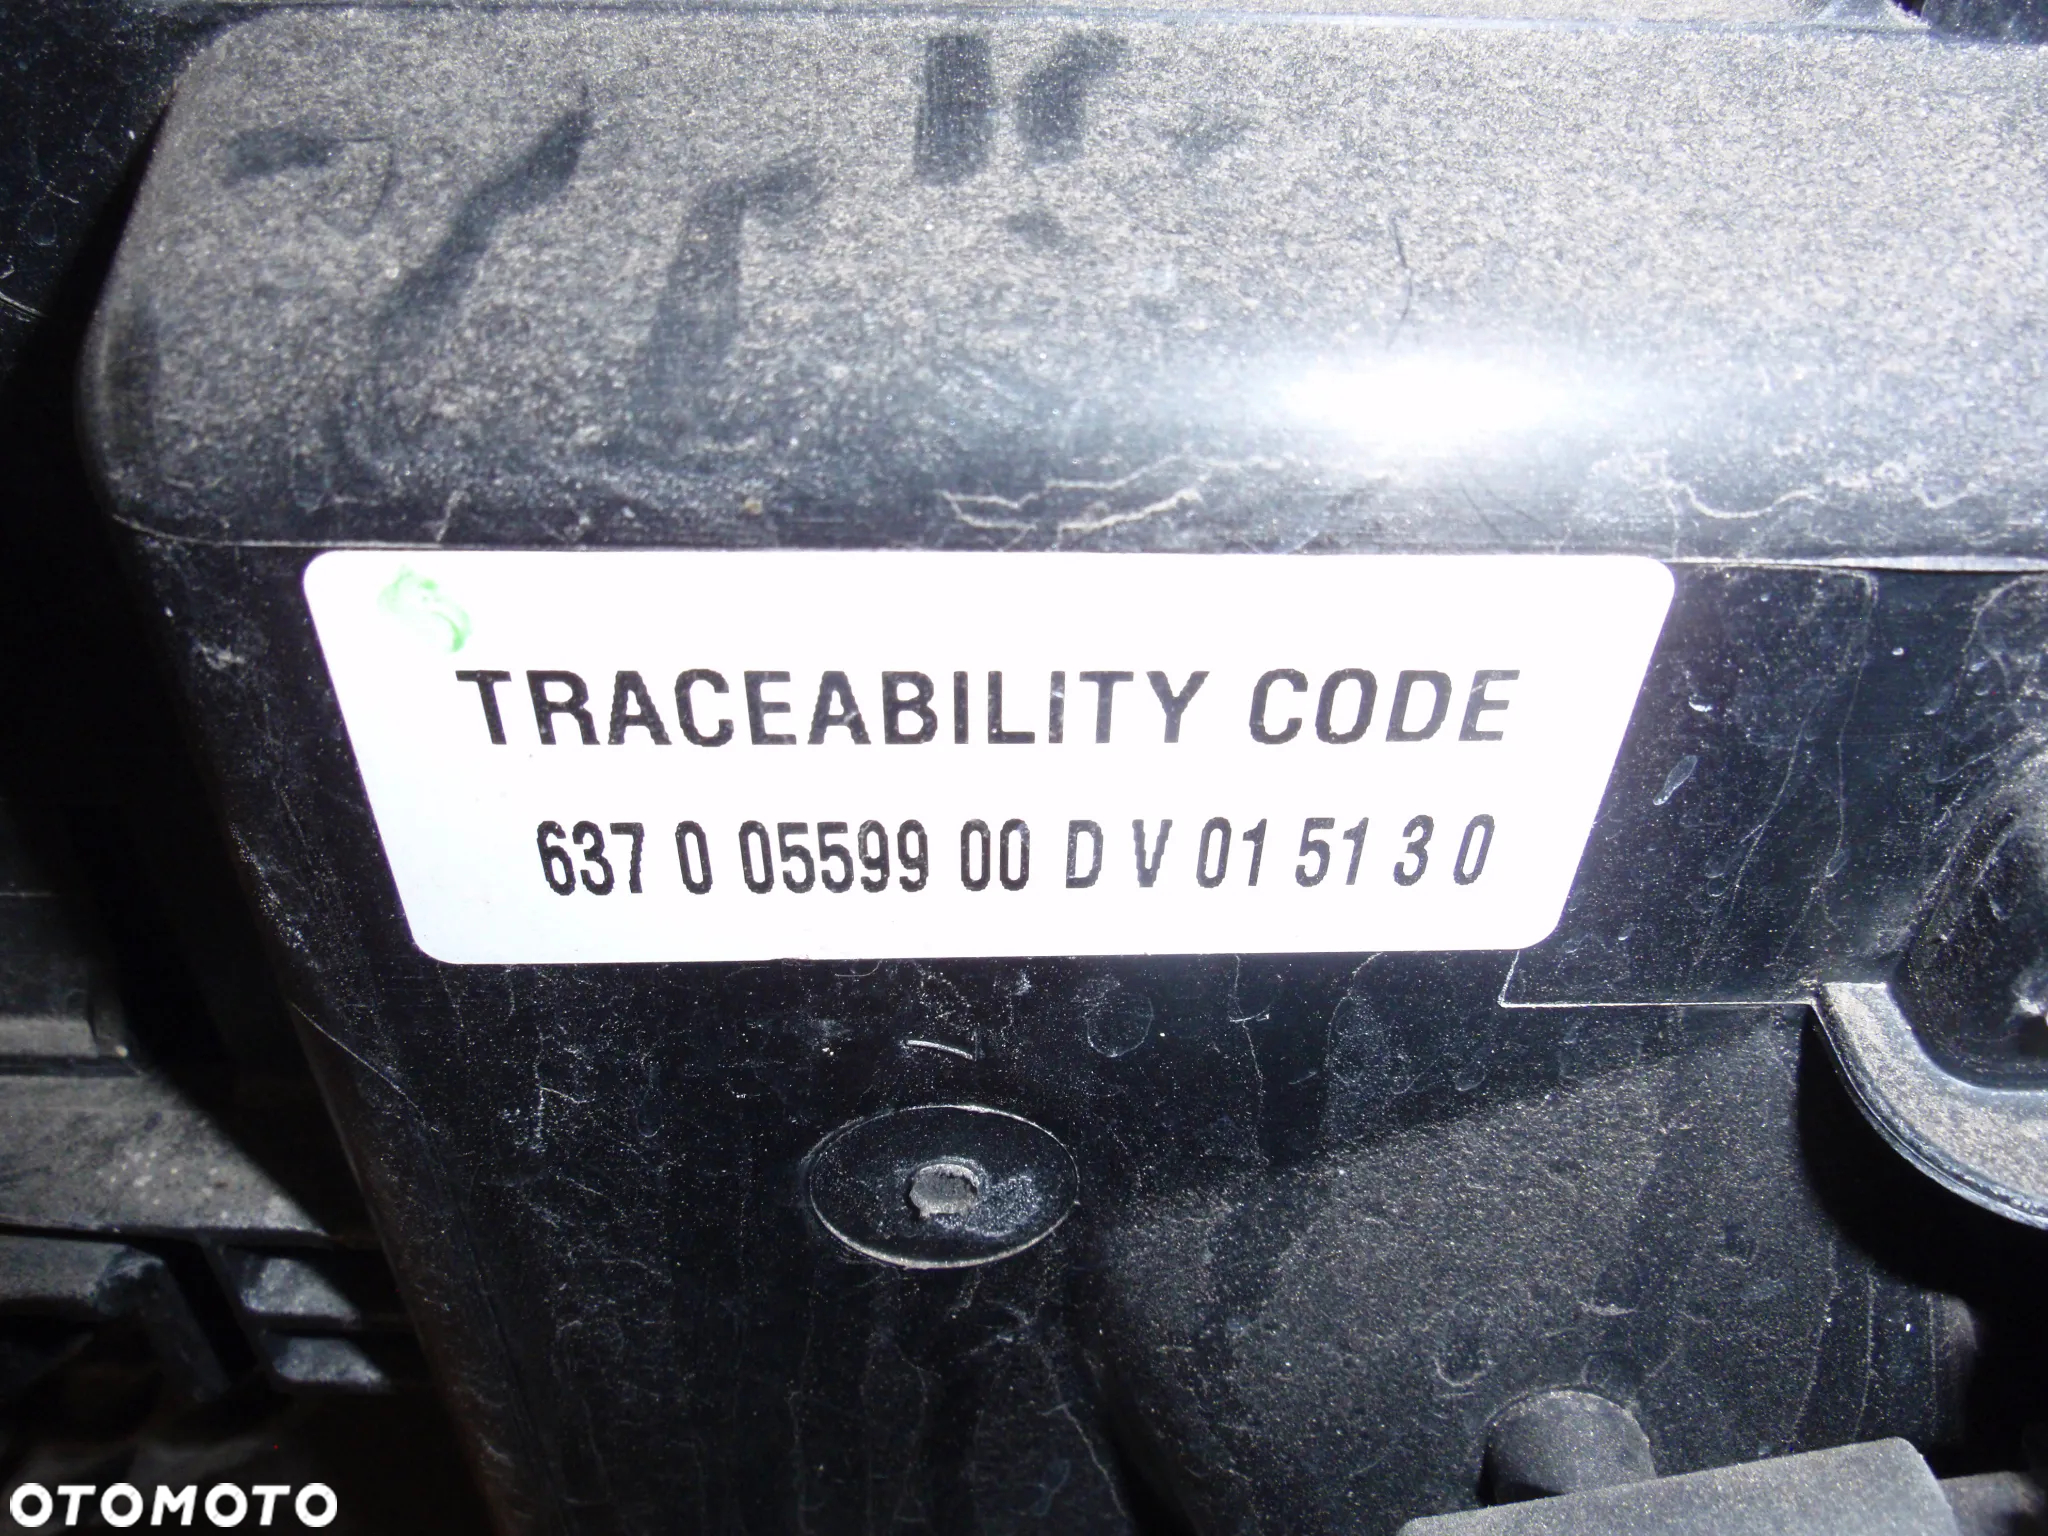 TRACEABILITY CODE
637 0 05599 00 D V 01 51 3 0
OTOMOTO